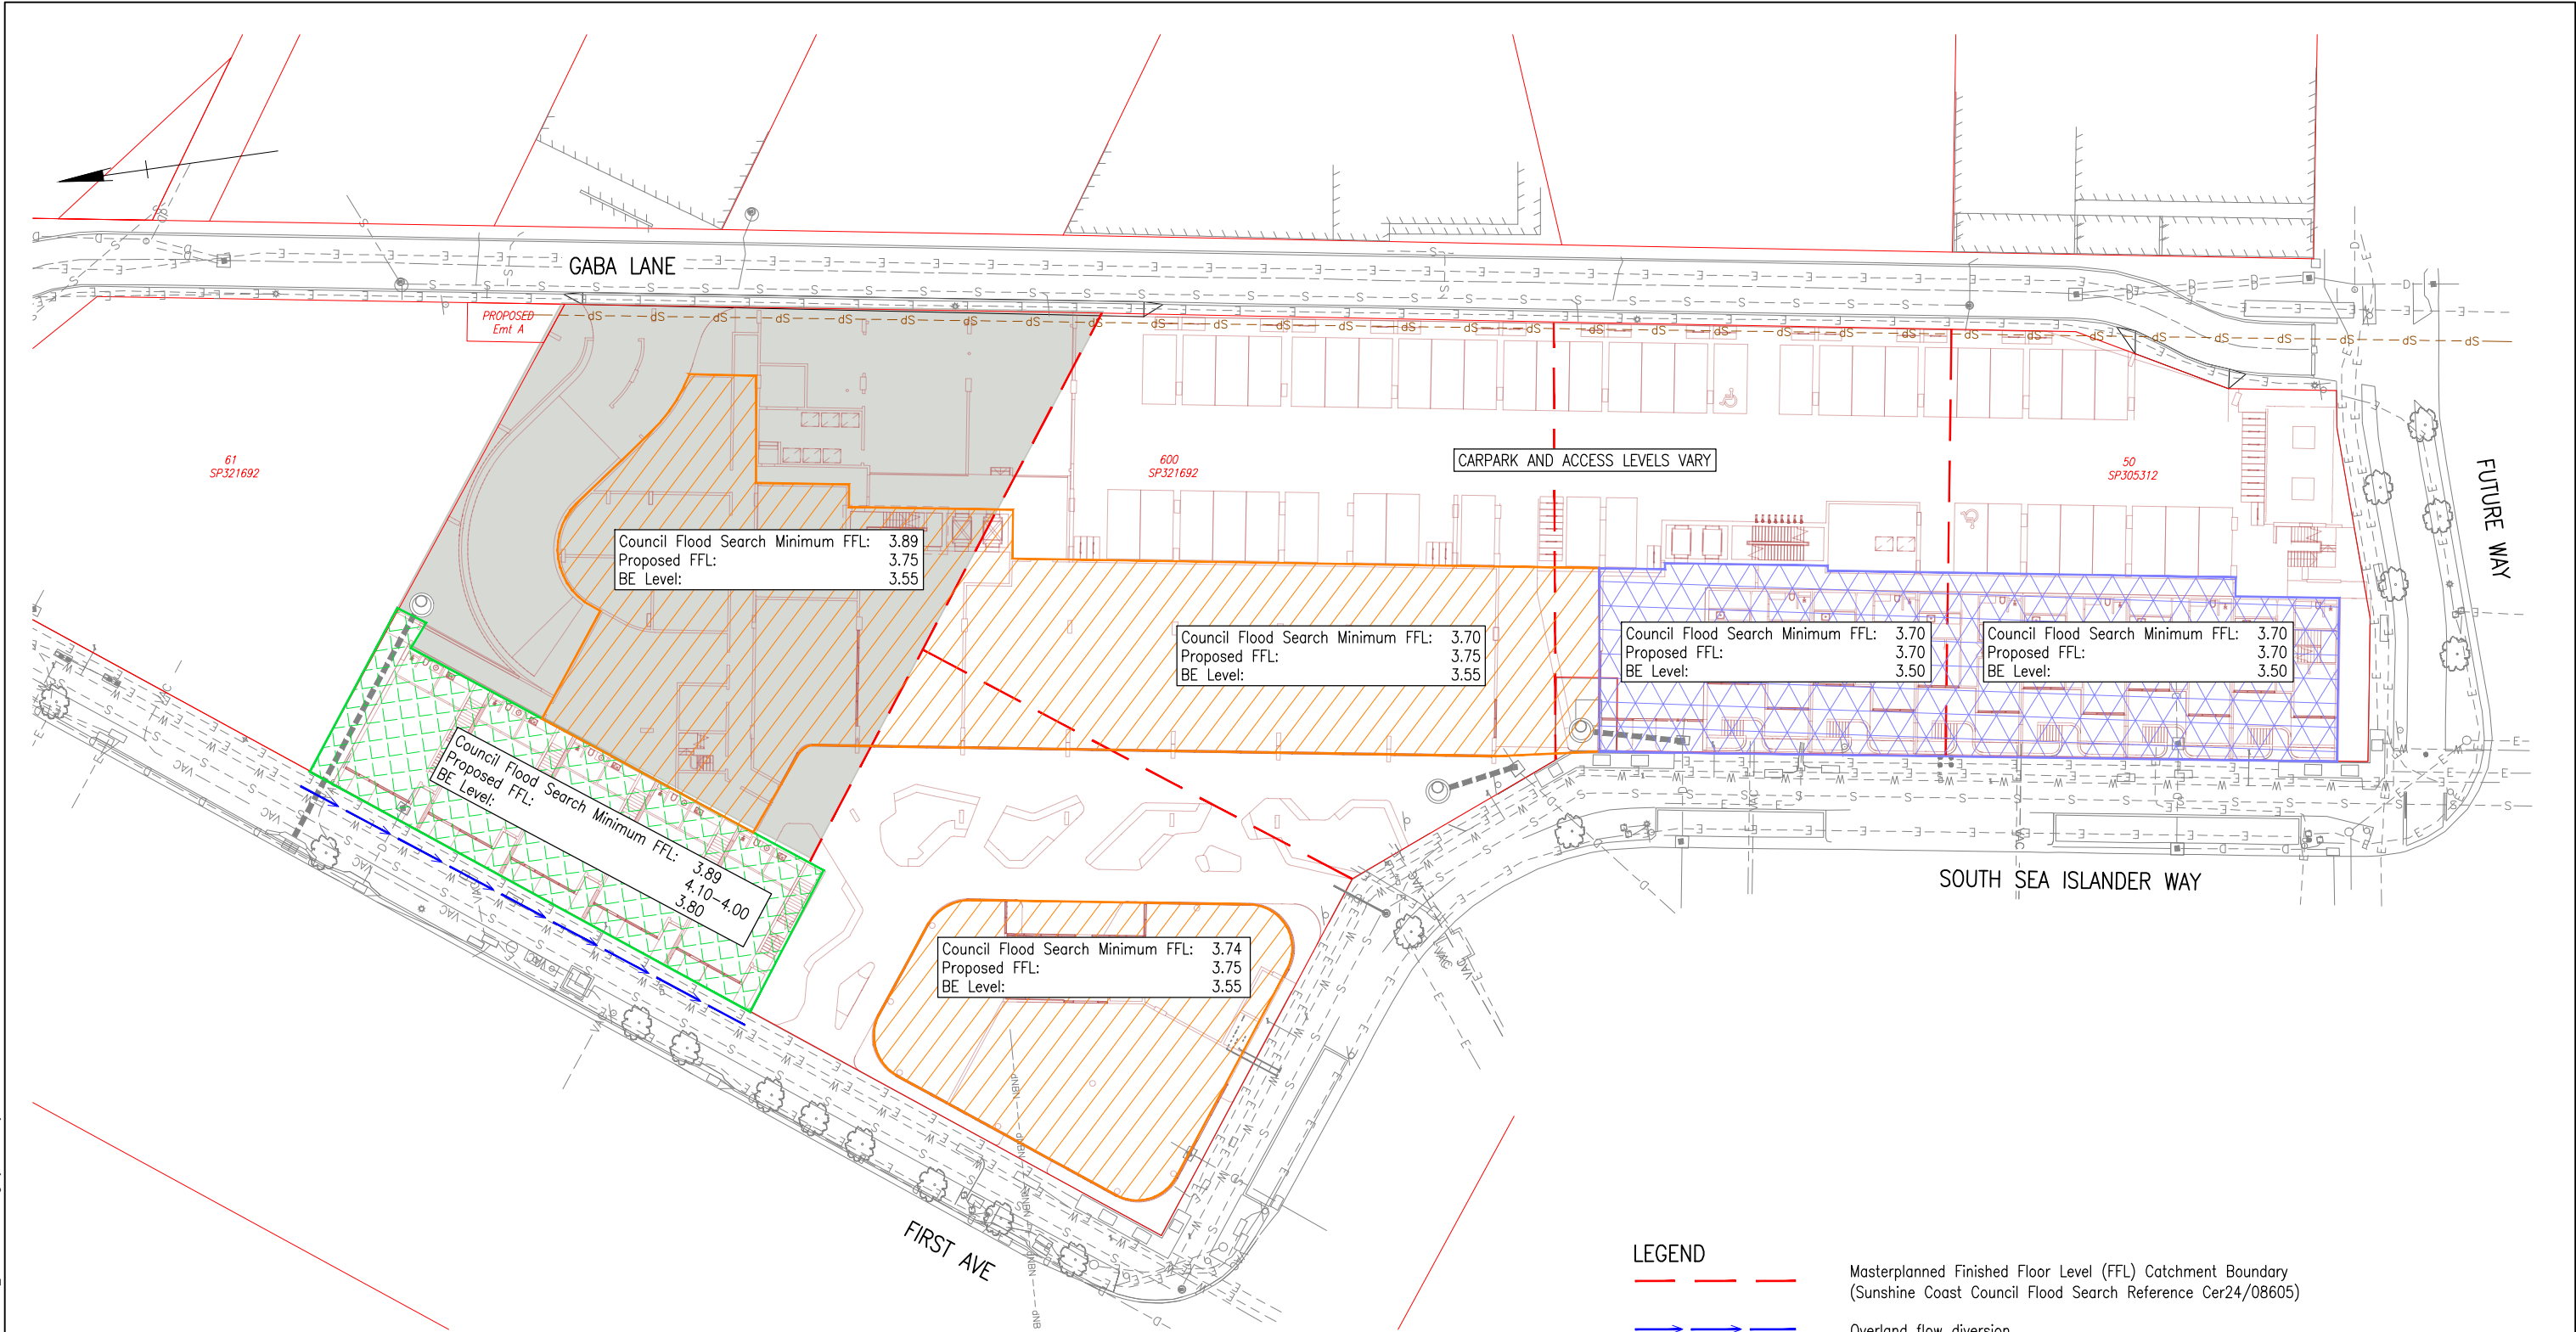 GABA LANE
PROPOSED
Emt A
61
SP321692
600
SP321692
CARPARK AND ACCESS LEVELS VARY
50
SP305312
FUTURE WAY
Council Flood Search Minimum FFL: 3.89
Proposed FFL: 3.75
BE Level: 3.55
Council Flood Search Minimum FFL: 3.70
Proposed FFL: 3.75
BE Level: 3.55
Council Flood Search Minimum FFL: 3.70
Proposed FFL: 3.70
BE Level: 3.50
Council Flood Search Minimum FFL: 3.70
Proposed FFL: 3.70
BE Level: 3.50
Council Flood Search Minimum FFL: 3.89
Proposed FFL: 4.10-4.00
BE Level: 3.80
SOUTH SEA ISLANDER WAY
Council Flood Search Minimum FFL: 3.74
Proposed FFL: 3.75
BE Level: 3.55
FIRST AVE
LEGEND
Masterplanned Finished Floor Level (FFL) Catchment Boundary
(Sunshine Coast Council Flood Search Reference Cer24/08605)
Overland flow diversion